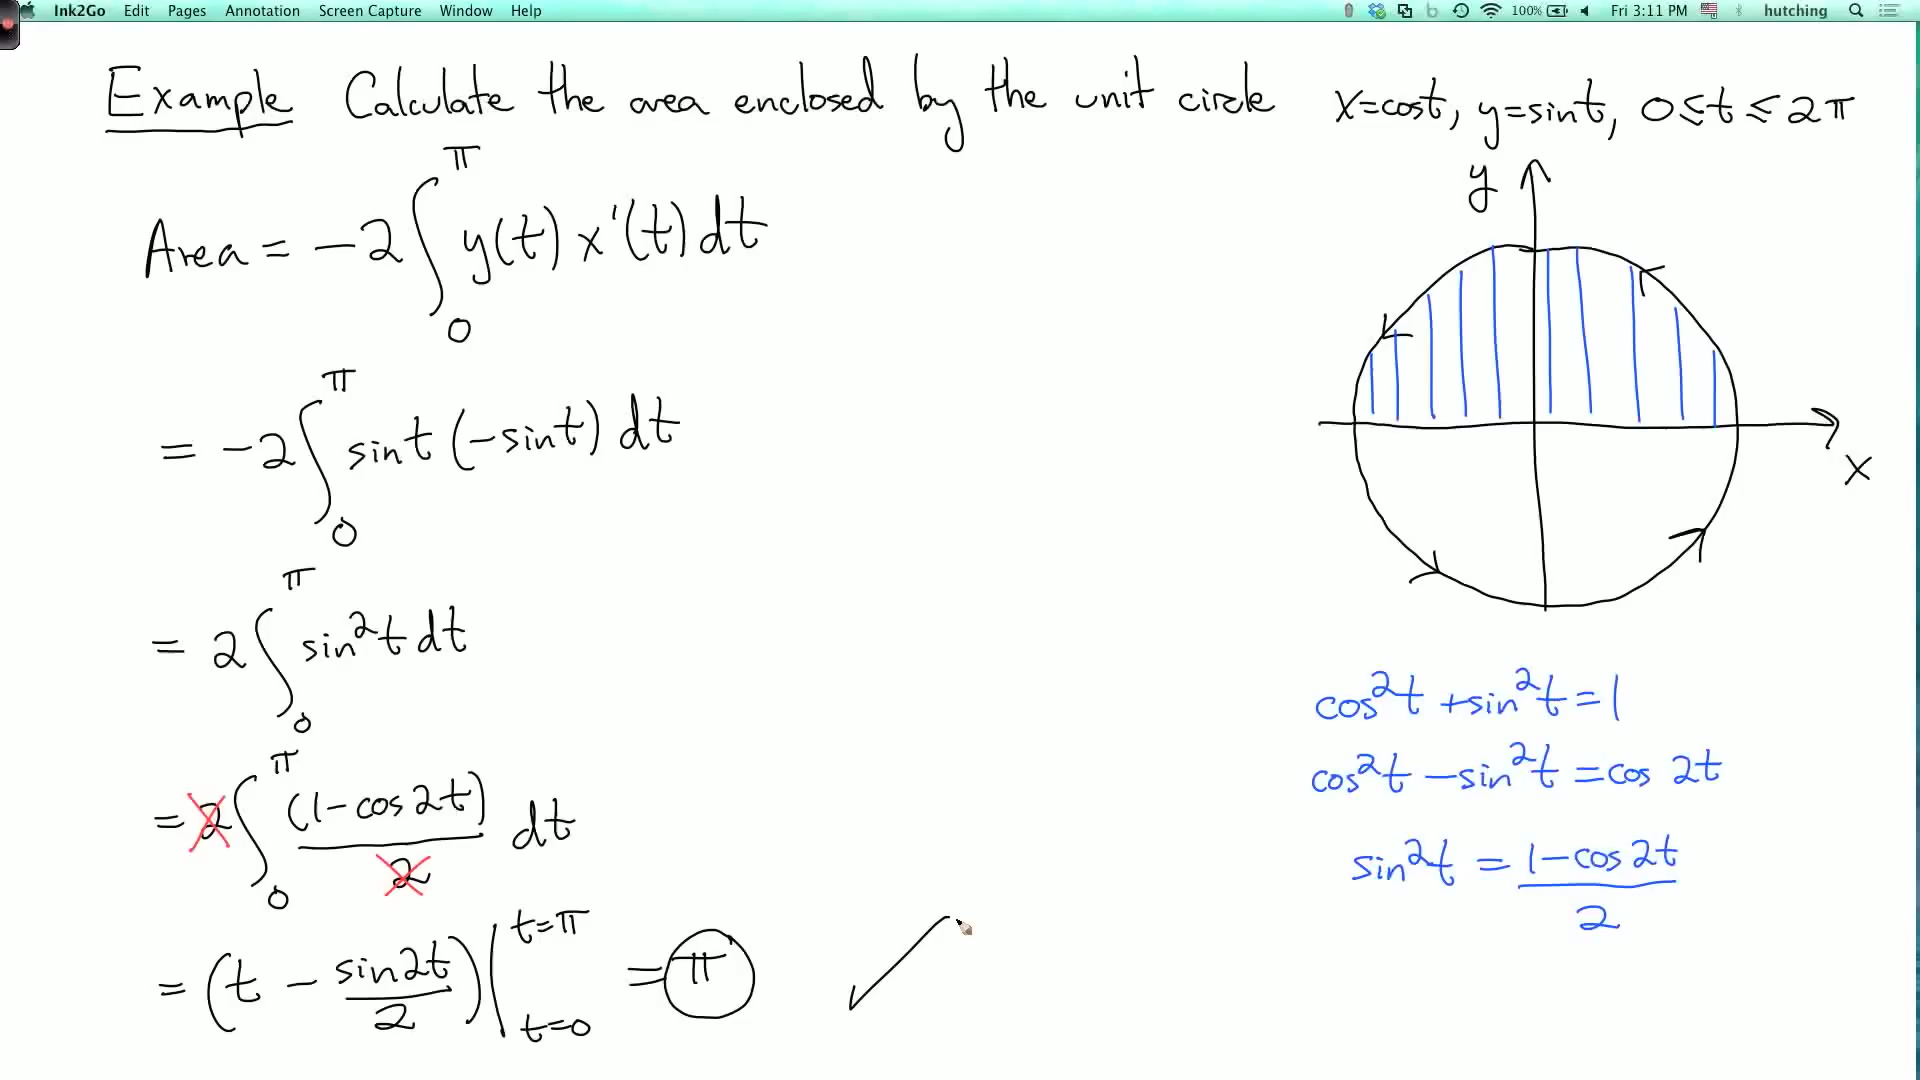 Ink2Go Edit Pages Annotation Screen Capture Window Help 100% Fri 3:11 PM hutching
Example Calculate the area enclosed by the unit circle x=cost, y=sint, 0≤t≤2π
Area = -2∫₀^π y(t) x'(t) dt
= -2∫₀^π sint (-sint) dt
= 2∫₀^π sin²t dt
= 2∫₀^π (1-cos2t)/2 dt
= (t - sin2t/2)|_{t=0}^{t=π} = π
y
x
cos²t + sin²t = 1
cos²t - sin²t = cos 2t
sin²t = (1-cos2t)/2